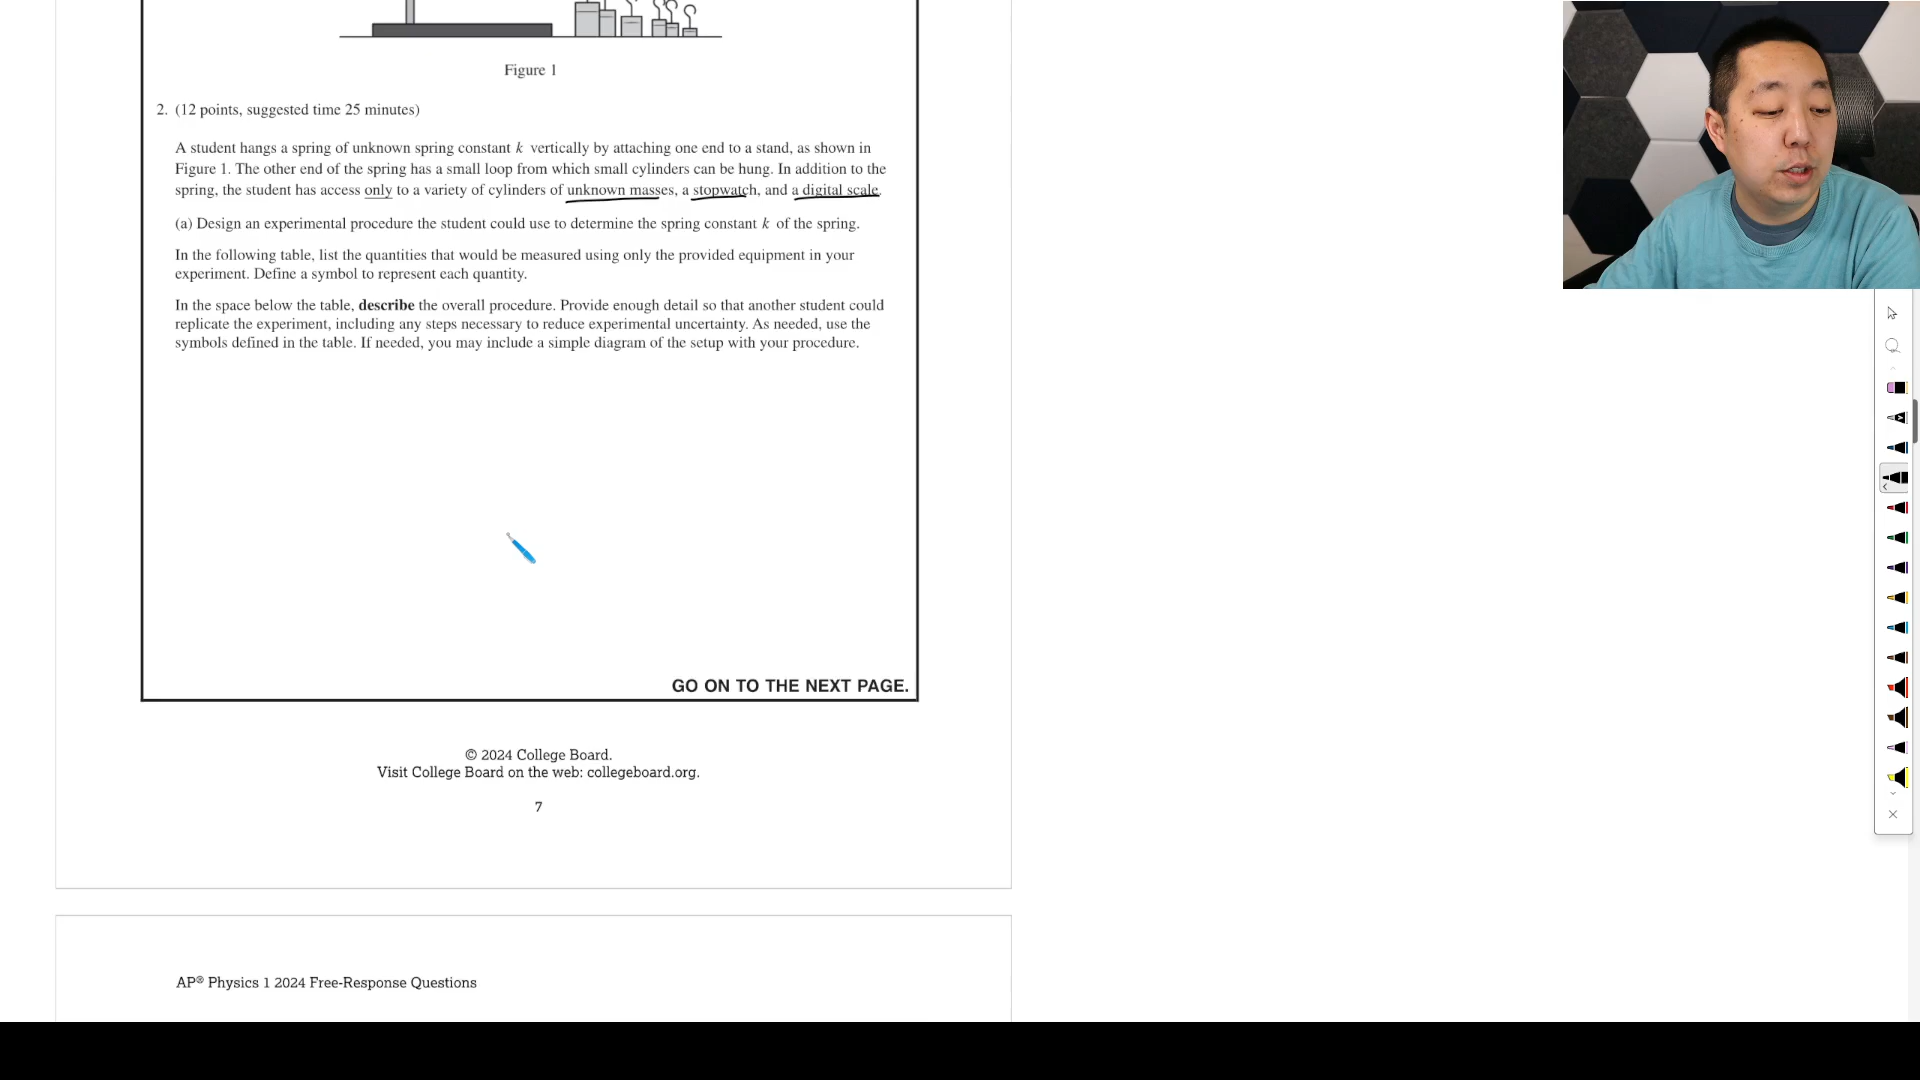 Figure 1
2. (12 points, suggested time 25 minutes)
A student hangs a spring of unknown spring constant k vertically by attaching one end to a stand, as shown in
Figure 1. The other end of the spring has a small loop from which small cylinders can be hung. In addition to the
spring, the student has access only to a variety of cylinders of unknown masses, a stopwatch, and a digital scale.
(a) Design an experimental procedure the student could use to determine the spring constant k of the spring.
In the following table, list the quantities that would be measured using only the provided equipment in your
experiment. Define a symbol to represent each quantity.
In the space below the table, describe the overall procedure. Provide enough detail so that another student could
replicate the experiment, including any steps necessary to reduce experimental uncertainty. As needed, use the
symbols defined in the table. If needed, you may include a simple diagram of the setup with your procedure.
GO ON TO THE NEXT PAGE.
© 2024 College Board.
Visit College Board on the web: collegeboard.org.
7
AP® Physics 1 2024 Free-Response Questions